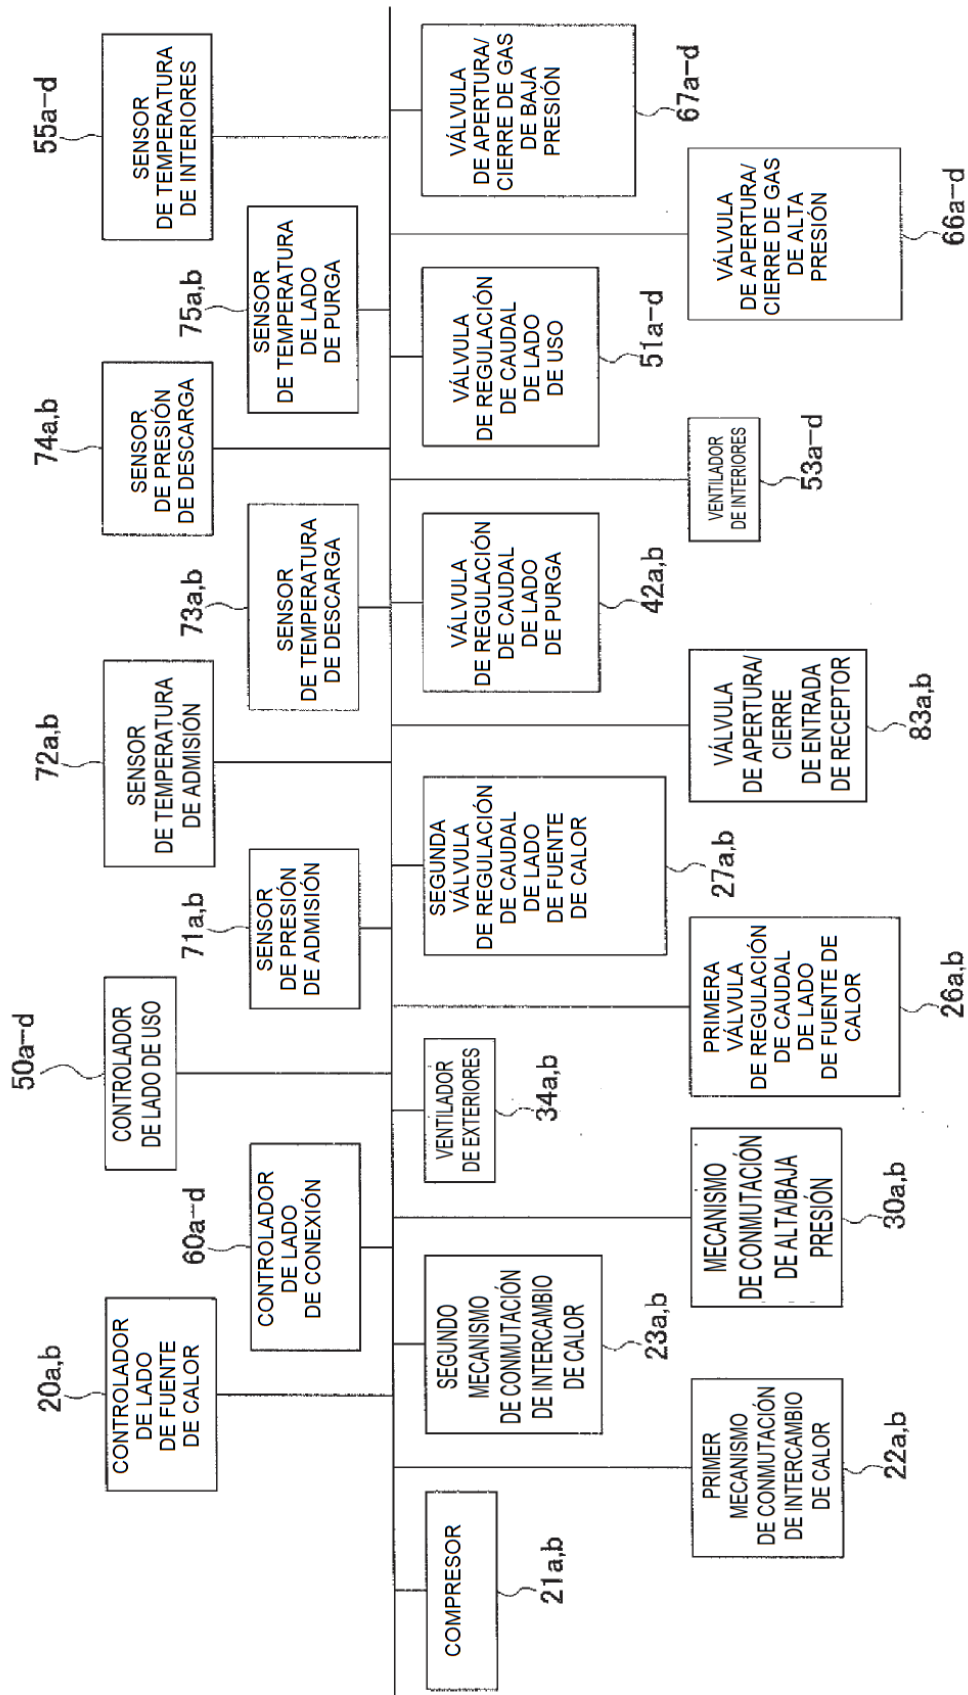 20a,b
CONTROLADOR
DE LADO
DE FUENTE
DE CALOR
60a-d
CONTROLADOR
DE LADO
DE CONEXIÓN
50a-d
CONTROLADOR
DE LADO DE USO
71a,b
SENSOR
DE PRESIÓN
DE ADMISIÓN
72a,b
SENSOR
DE TEMPERATURA
DE ADMISIÓN
73a,b
SENSOR
DE TEMPERATURA
DE DESCARGA
74a,b
SENSOR
DE PRESIÓN
DE DESCARGA
75a,b
SENSOR
DE TEMPERATURA
DE LADO
DE PURGA
55a-d
SENSOR
DE TEMPERATURA
DE INTERIORES
COMPRESOR
21a,b
PRIMER
MECANISMO
DE CONMUTACIÓN
DE INTERCAMBIO
DE CALOR
22a,b
SEGUNDO
MECANISMO
DE CONMUTACIÓN
DE INTERCAMBIO
DE CALOR
23a,b
MECANISMO
DE CONMUTACIÓN
DE ALTA/BAJA
PRESIÓN
30a,b
VENTILADOR
DE EXTERIORES
34a,b
PRIMERA
VÁLVULA
DE REGULACIÓN
DE CAUDAL
DE LADO
DE FUENTE DE
CALOR
26a,b
SEGUNDA
VÁLVULA
DE REGULACIÓN
DE CAUDAL
DE LADO
DE FUENTE
DE CALOR
27a,b
VÁLVULA
DE APERTURA/
CIERRE
DE ENTRADA
DE RECEPTOR
83a,b
VÁLVULA
DE REGULACIÓN
DE CAUDAL
DE LADO
DE PURGA
42a,b
VENTILADOR
DE INTERIORES
53a-d
VÁLVULA
DE REGULACIÓN
DE CAUDAL
DE LADO
DE USO
51a-d
VÁLVULA
DE APERTURA/
CIERRE DE GAS
DE ALTA
PRESIÓN
66a-d
VÁLVULA
DE APERTURA/
CIERRE DE GAS
DE BAJA
PRESIÓN
67a-d